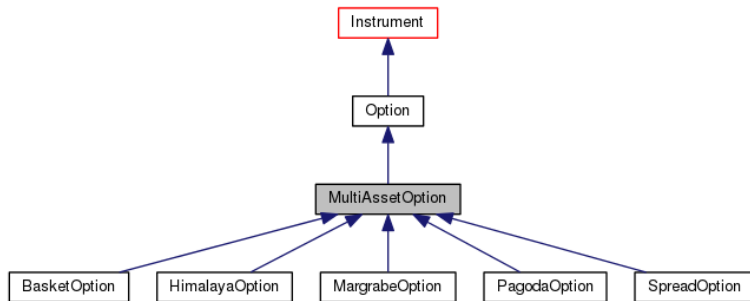 Instrument
Option
MultiAssetOption
BasketOption
HimalayaOption
MargrabeOption
PagodaOption
SpreadOption